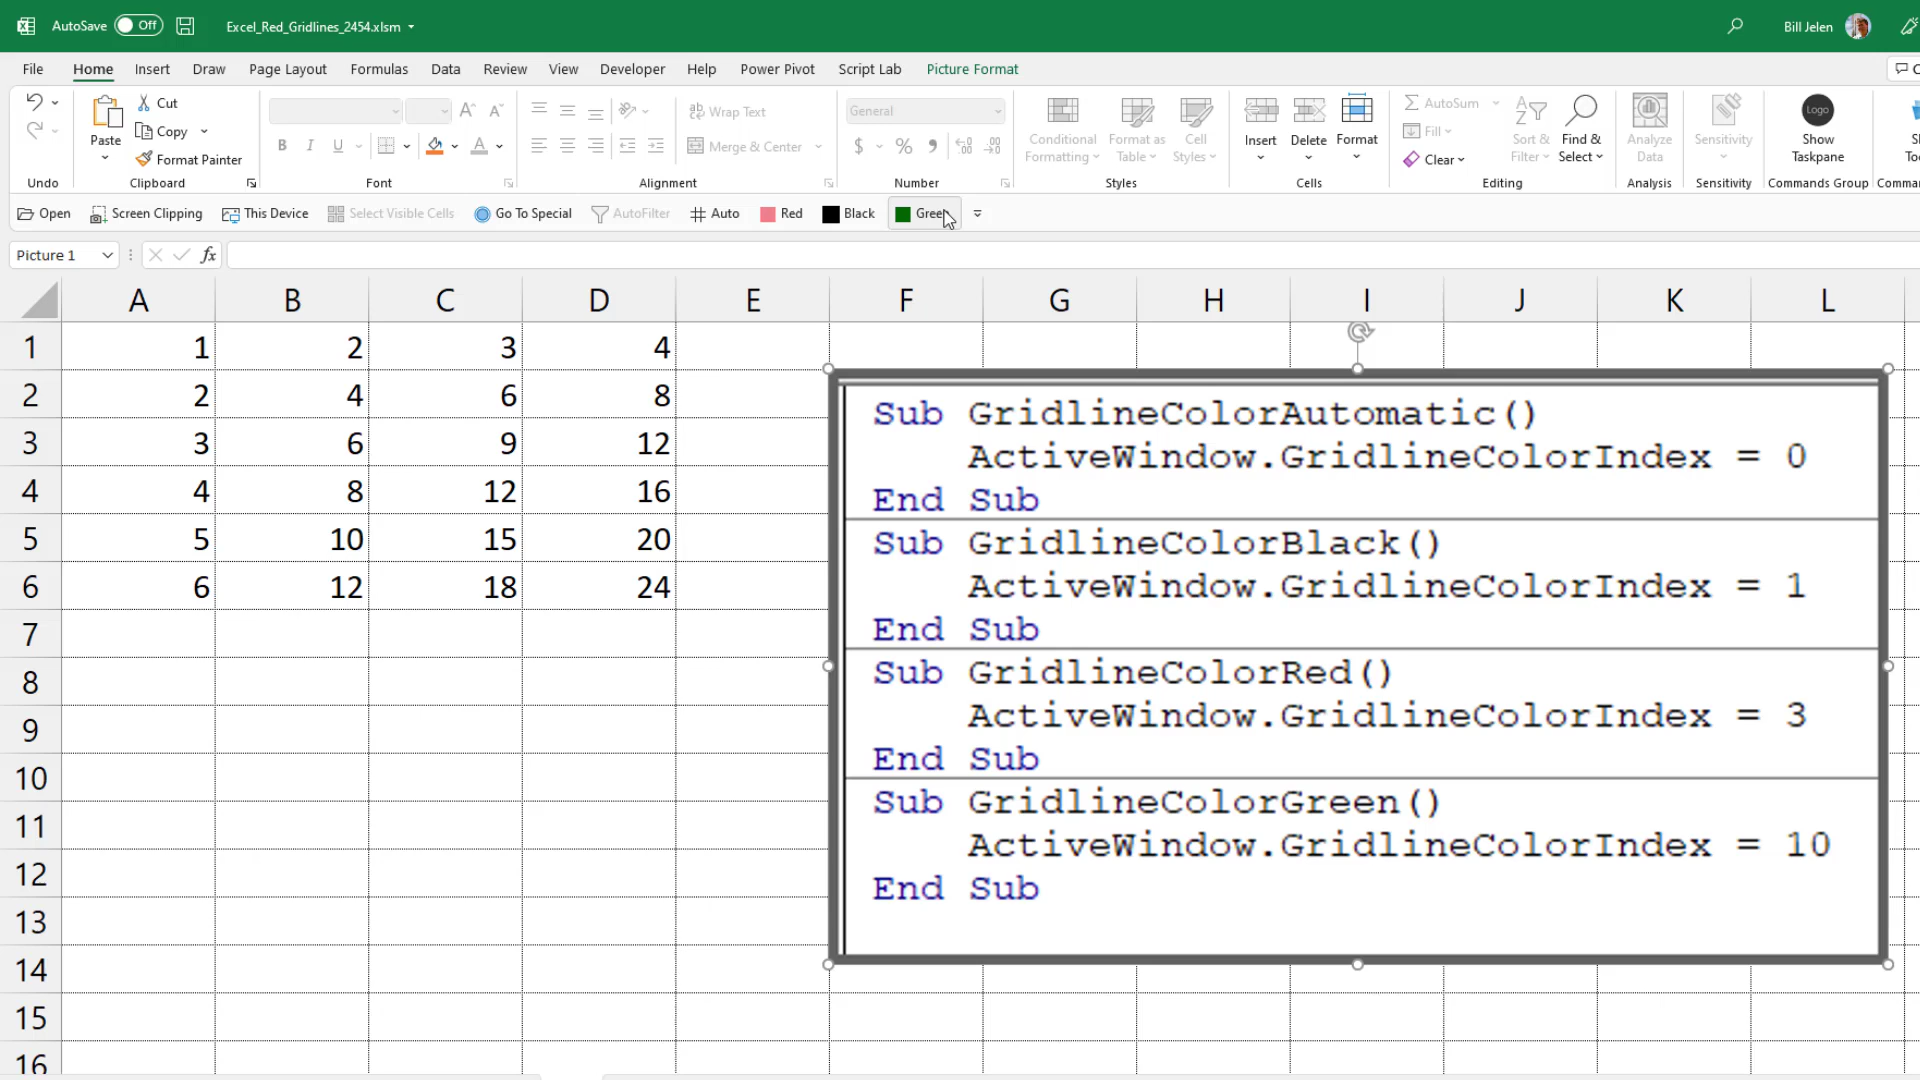 AutoSave Off Excel_Red_Gridlines_2454.xlsm Bill Jelen
File Home Insert Draw Page Layout Formulas Data Review View Developer Help Power Pivot Script Lab Picture Format
Paste
Cut
Copy
Format Painter
General
B I U A
ab Wrap Text
Merge & Center
$ % 9
Conditional Formatting
Format as Table
Cell Styles
Insert
Delete
Format
AutoSum
Fill
Clear
Sort & Filter
Find & Select
Analyze Data
Sensitivity
Logo
Show Taskpane
Undo Clipboard Font Alignment Number Styles Cells Editing Analysis Sensitivity Commands Group
Open Screen Clipping This Device Select Visible Cells Go To Special AutoFilter Auto Red Black
Picture 1 fx
A B C D E F G H I J K L
1 1 2 3 4
2 2 4 6 8
3 3 6 9 12
4 4 8 12 16
5 5 10 15 20
6 6 12 18 24
7
8
9
10
11
12
13
14
15
16
Sub GridlineColorAutomatic()
ActiveWindow.GridlineColorIndex = 0
End Sub
Sub GridlineColorBlack()
ActiveWindow.GridlineColorIndex = 1
End Sub
Sub GridlineColorRed()
ActiveWindow.GridlineColorIndex = 3
End Sub
Sub GridlineColorGreen()
ActiveWindow.GridlineColorIndex = 10
End Sub